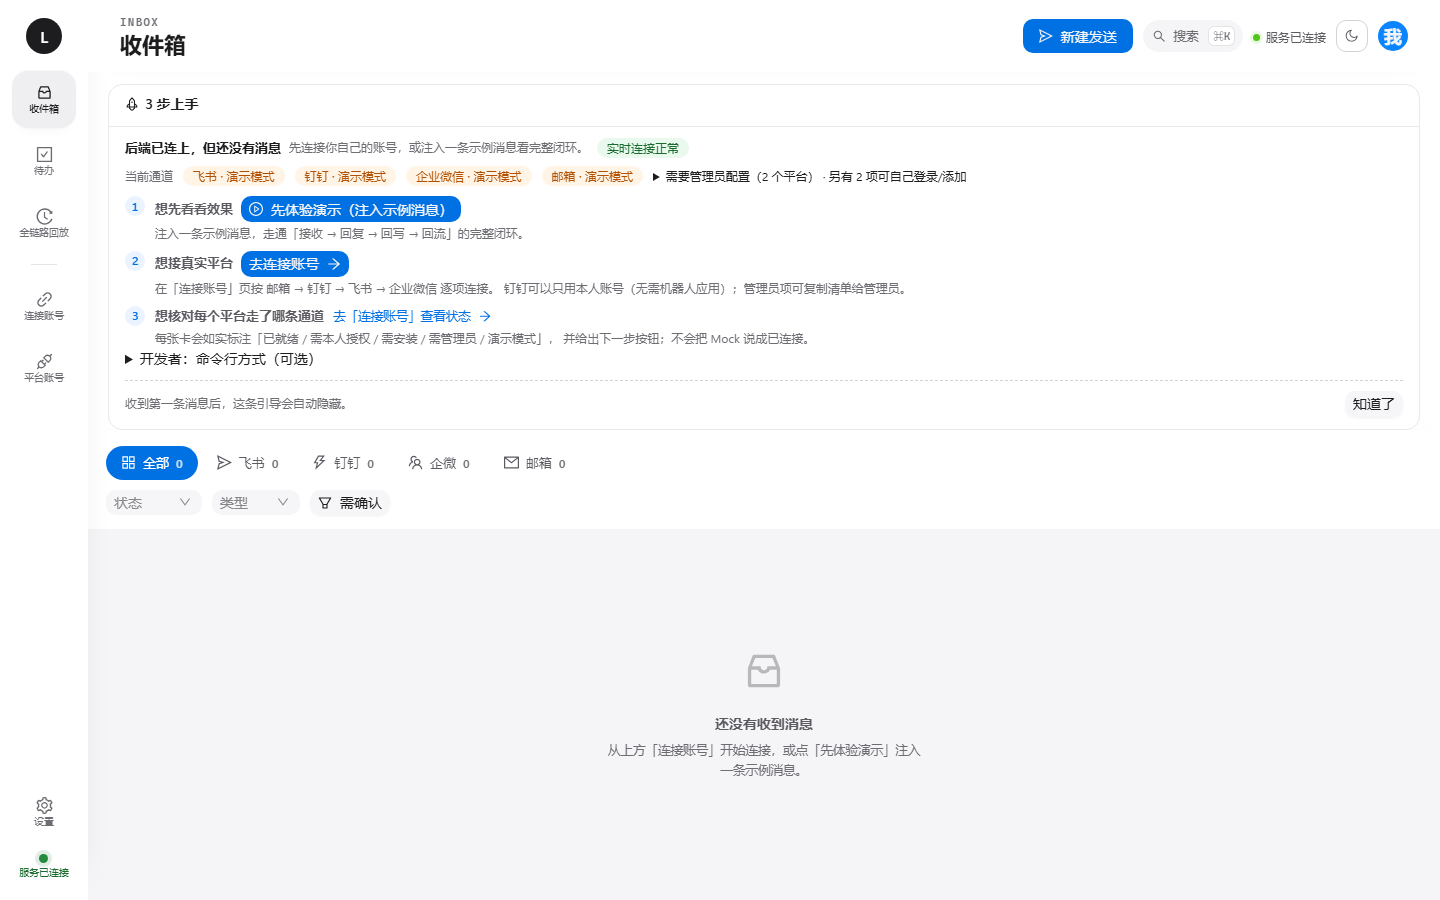 L
INBOX
收件箱
新建发送
搜索 ⌘K
服务已连接
我
收件箱
待办
全链路回放
连接账号
平台账号
设置
服务已连接
3 步上手
后端已连上，但还没有消息 先连接你自己的账号，或注入一条示例消息看完整闭环。 实时连接正常
当前通道 飞书 · 演示模式 钉钉 · 演示模式 企业微信 · 演示模式 邮箱 · 演示模式 ▶ 需要管理员配置（2 个平台） · 另有 2 项可自己登录/添加
1 想先看看效果 先体验演示（注入示例消息）
注入一条示例消息，走通「接收 → 回复 → 回写 → 回流」的完整闭环。
2 想接真实平台 去连接账号 →
在「连接账号」页按 邮箱 → 钉钉 → 飞书 → 企业微信 逐项连接。 钉钉可以只用本人账号（无需机器人应用）；管理员项可复制清单给管理员。
3 想核对每个平台走了哪条通道 去「连接账号」查看状态 →
每张卡会如实标注「已就绪 / 需本人授权 / 需安装 / 需管理员 / 演示模式」， 并给出下一步按钮；不会把 Mock 说成已连接。
▶ 开发者：命令行方式（可选）
收到第一条消息后，这条引导会自动隐藏。
知道了
全部 0 飞书 0 钉钉 0 企微 0 邮箱 0
状态 类型 需确认
还没有收到消息
从上方「连接账号」开始连接，或点「先体验演示」注入
一条示例消息。